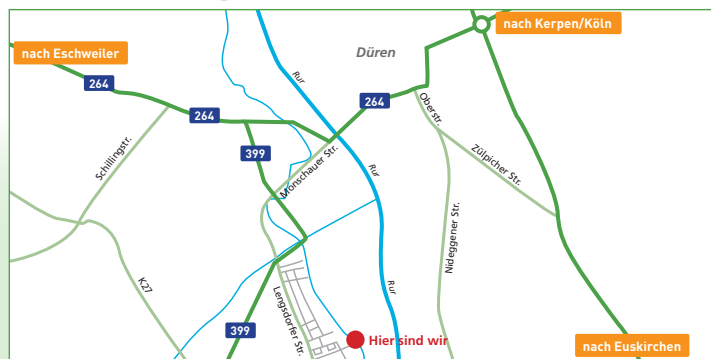 nach Kerpen/Köln
nach Eschweiler
Düren
264
Rur
264
264
Oberstr.
Schillingstr.
399
Monschauer Str.
Rur
Zülpicher Str.
Nideggener Str.
K27
Lengsdorfer Str.
Rur
399
Hier sind wir
nach Euskirchen